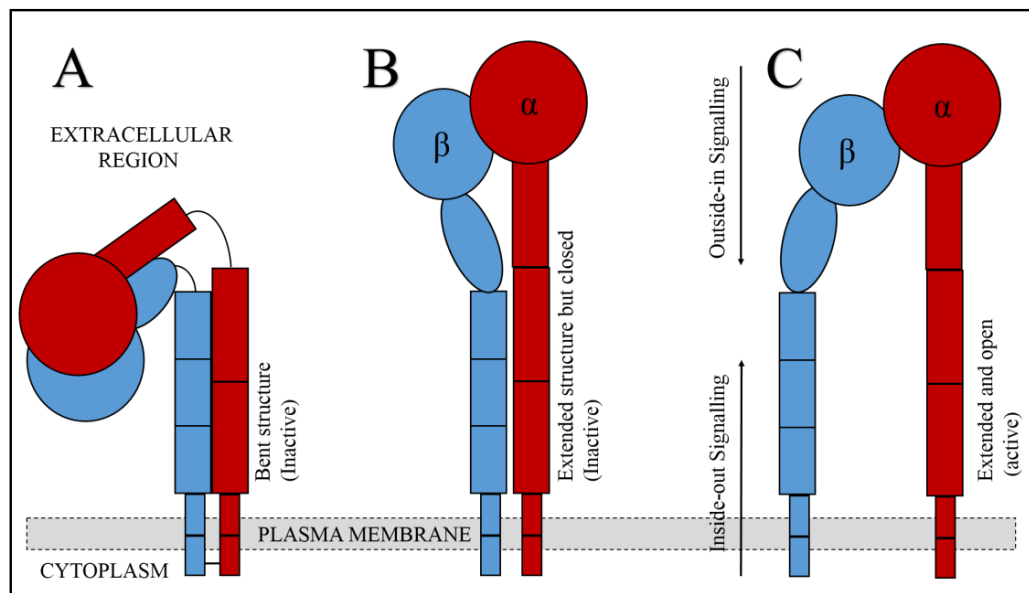 A
EXTRACELLULAR
REGION
Bent structure
(Inactive)
B
β
α
Extended structure but closed
(Inactive)
C
Outside-in Signalling
Inside-out Signalling
β
α
Extended and open
(active)
PLASMA MEMBRANE
CYTOPLASM